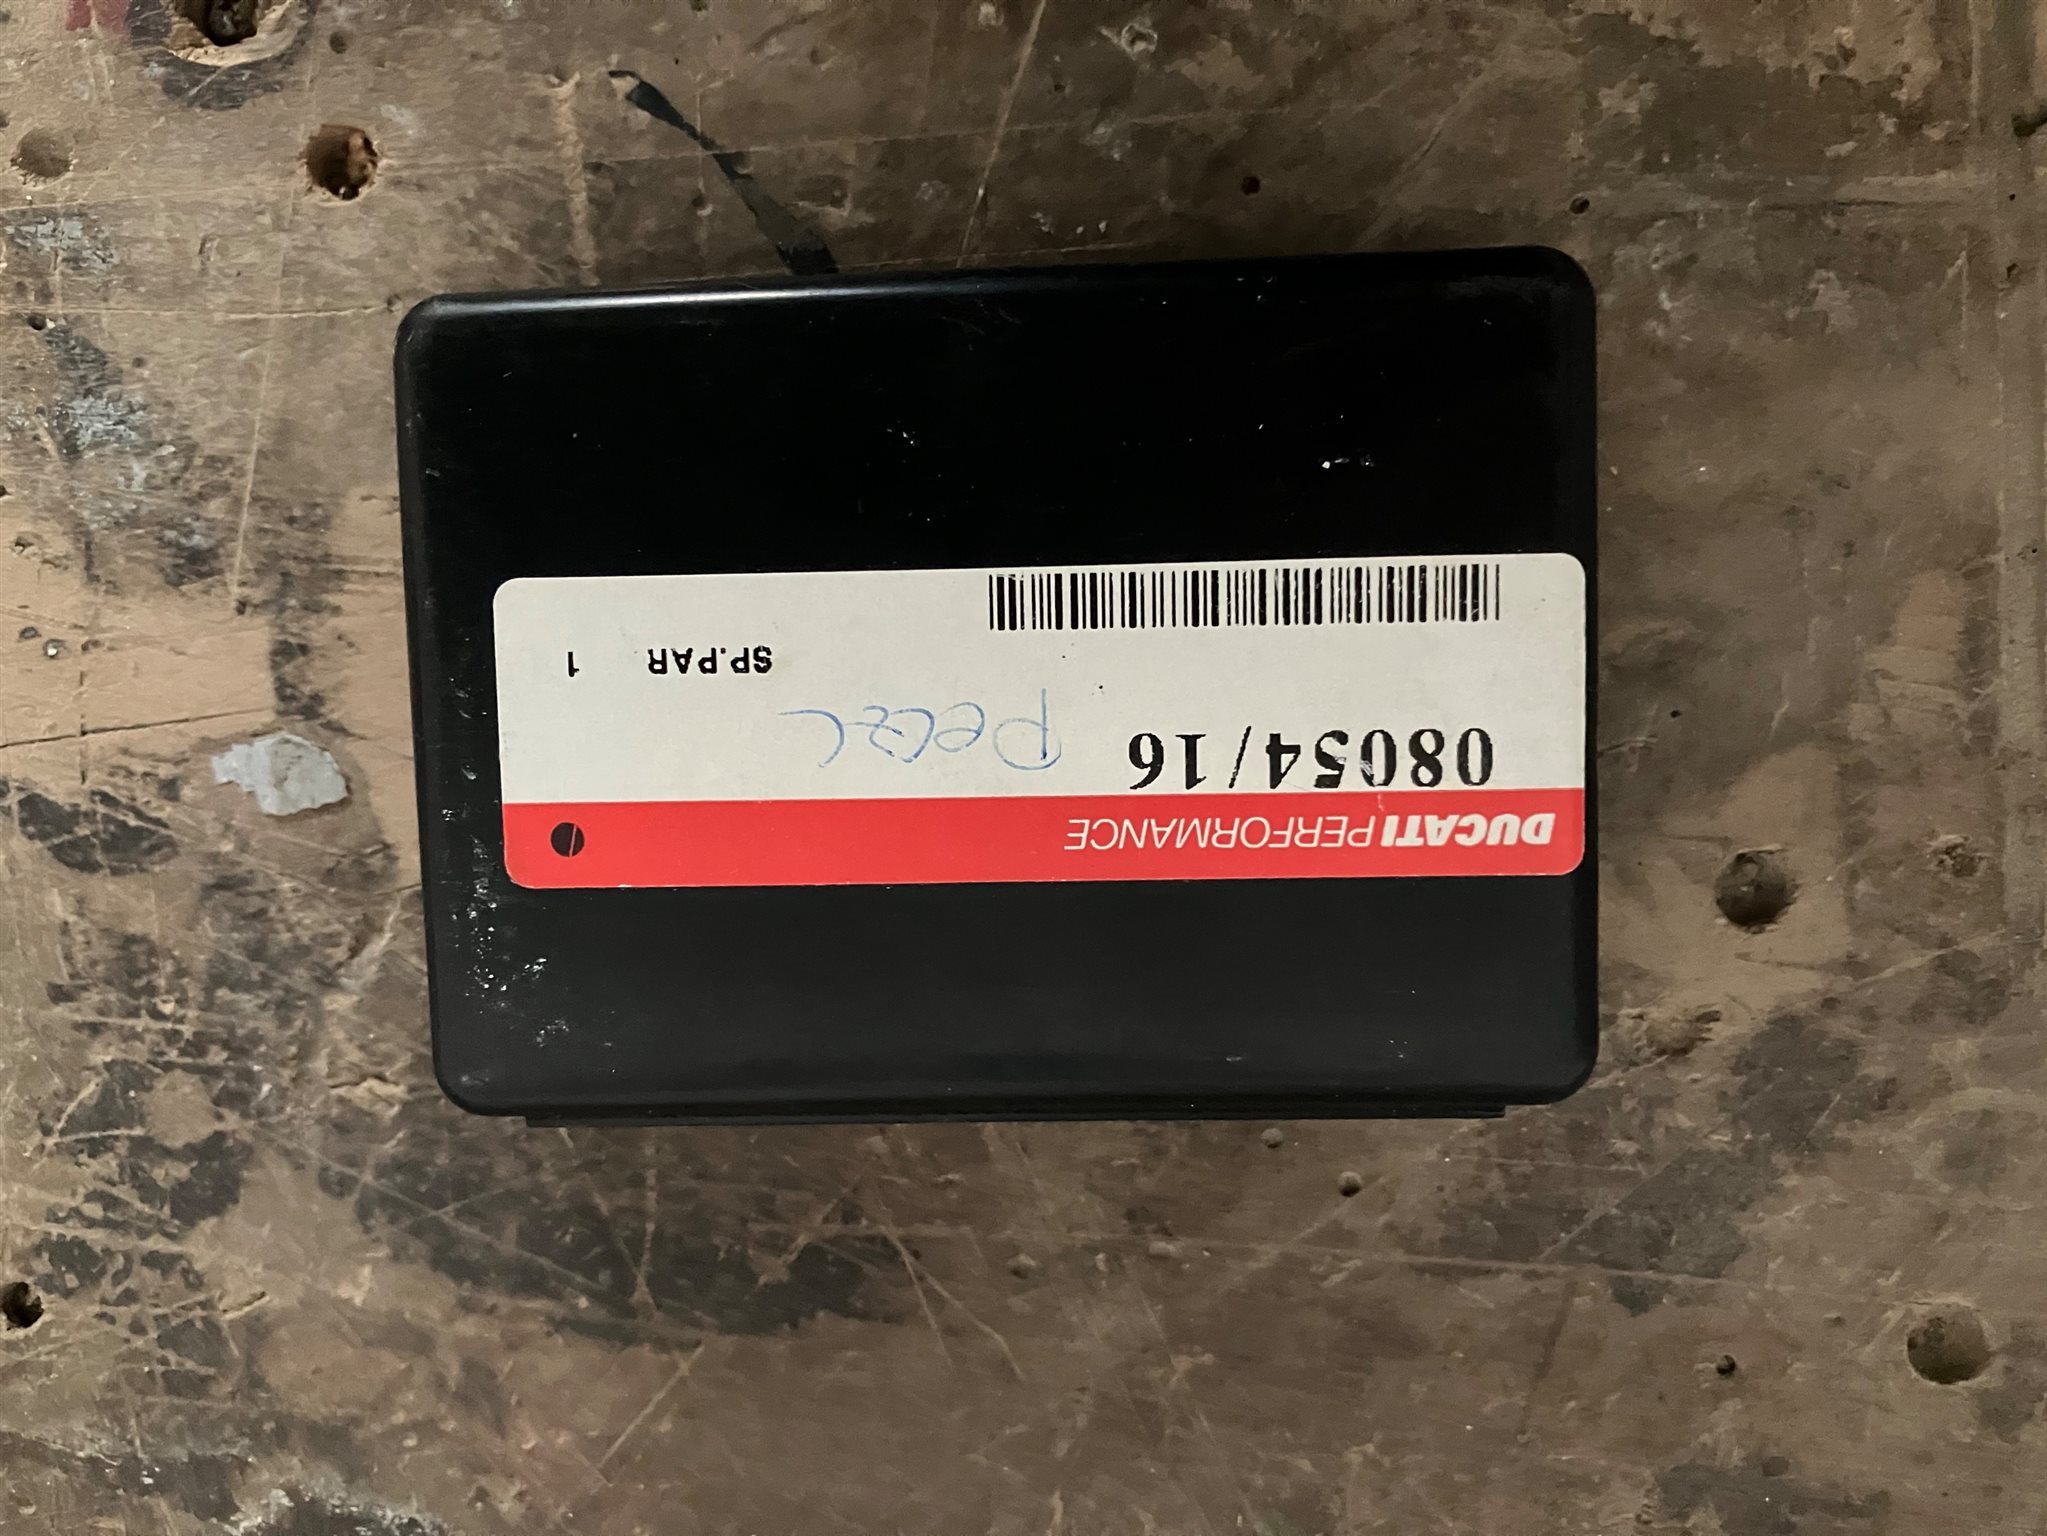 DUCATI PERFORMANCE
08054/16
SP.PAR 1